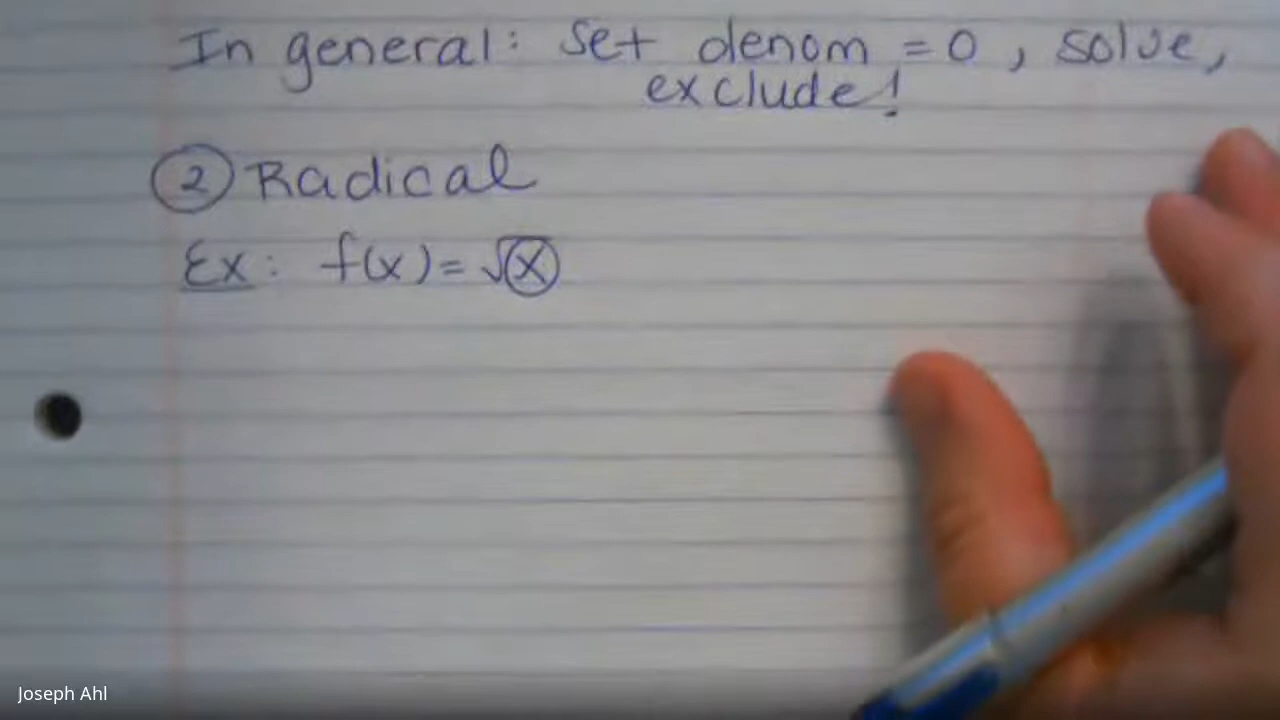 In general: Set denom = 0, solve,
exclude!
② Radical
Ex: f(x) = √x
Joseph Ahl